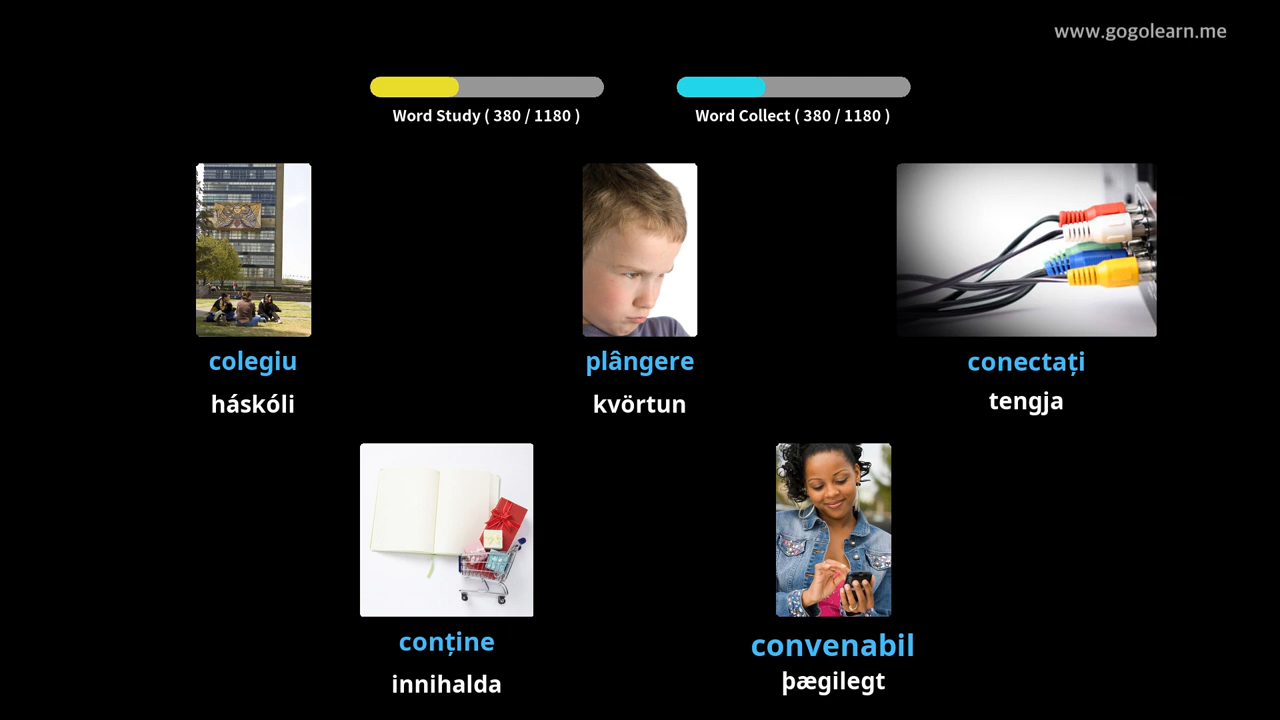 www.gogolearn.me
Word Study ( 380 / 1180 )
Word Collect ( 380 / 1180 )
colegiu
háskóli
plângere
kvörtun
conectați
tengja
conține
innihalda
convenabil
þægilegt